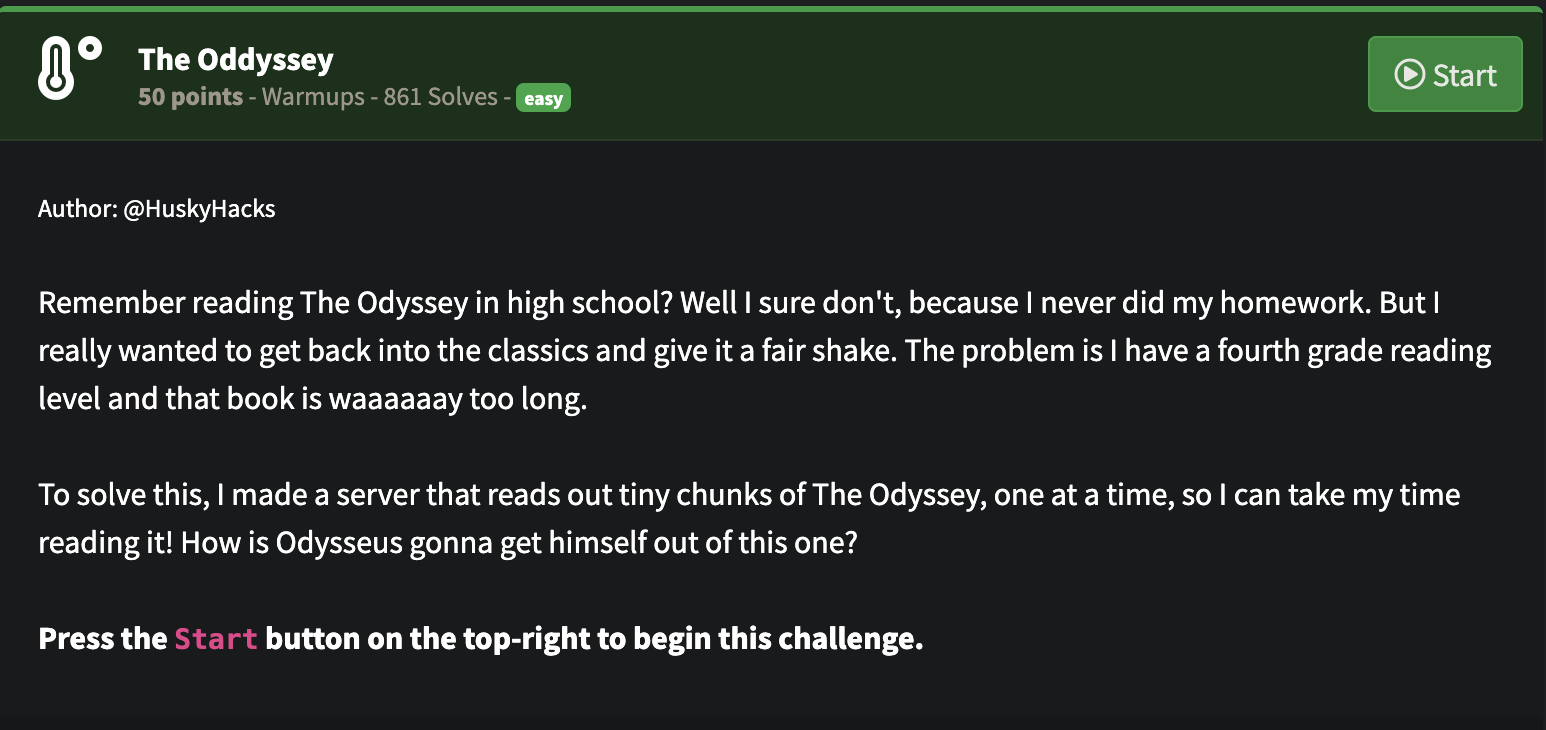 The Oddyssey
50 points - Warmups - 861 Solves - easy
Start
Author: @HuskyHacks
Remember reading The Odyssey in high school? Well I sure don't, because I never did my homework. But I
really wanted to get back into the classics and give it a fair shake. The problem is I have a fourth grade reading
level and that book is waaaaaay too long.
To solve this, I made a server that reads out tiny chunks of The Odyssey, one at a time, so I can take my time
reading it! How is Odysseus gonna get himself out of this one?
Press the Start button on the top-right to begin this challenge.